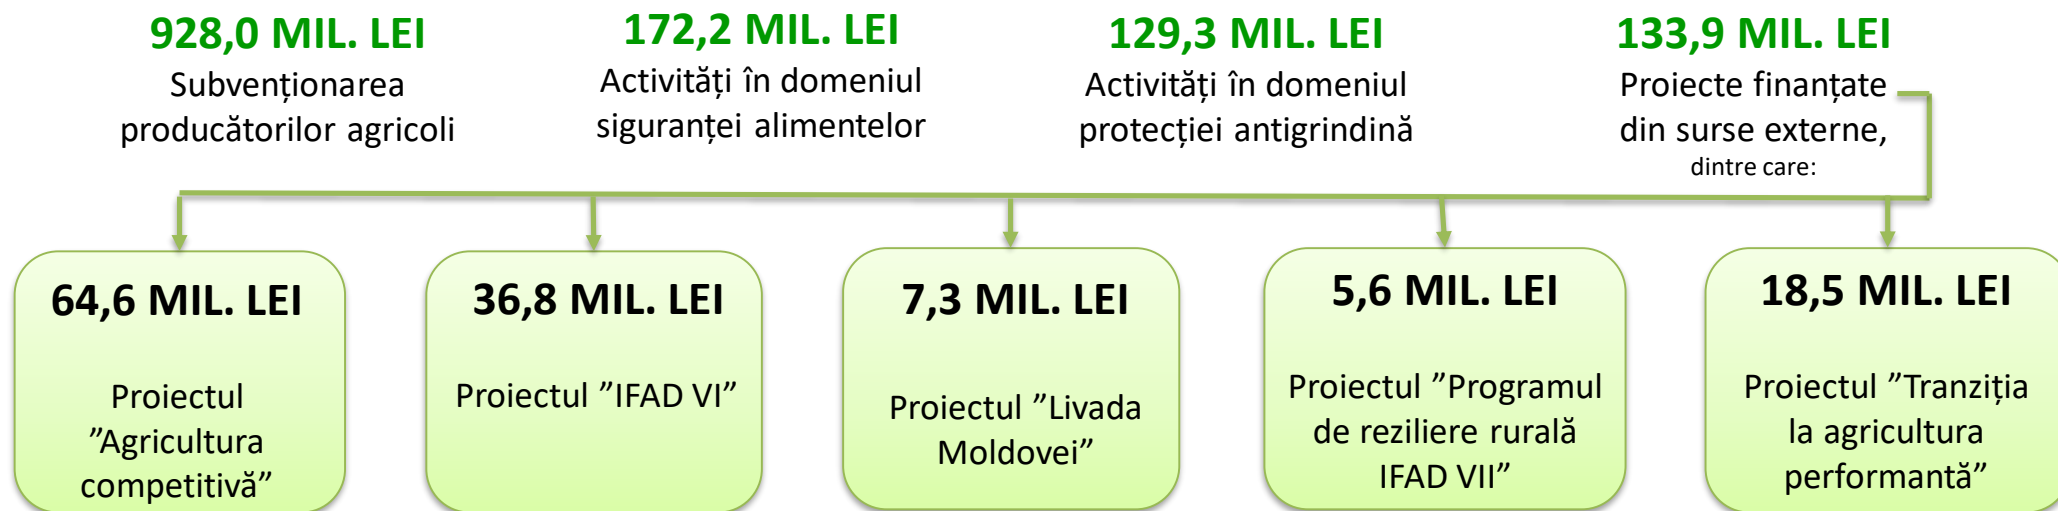 928,0 MIL. LEI
Subvenționarea
producătorilor agricoli
172,2 MIL. LEI
Activități în domeniul
siguranței alimentelor
129,3 MIL. LEI
Activități în domeniul
protecției antigrindină
133,9 MIL. LEI
Proiecte finanțate
din surse externe,
dintre care:
64,6 MIL. LEI
Proiectul
”Agricultura
competitivă”
36,8 MIL. LEI
Proiectul ”IFAD VI”
7,3 MIL. LEI
Proiectul ”Livada
Moldovei”
5,6 MIL. LEI
Proiectul ”Programul
de reziliere rurală
IFAD VII”
18,5 MIL. LEI
Proiectul ”Tranziția
la agricultura
performantă”